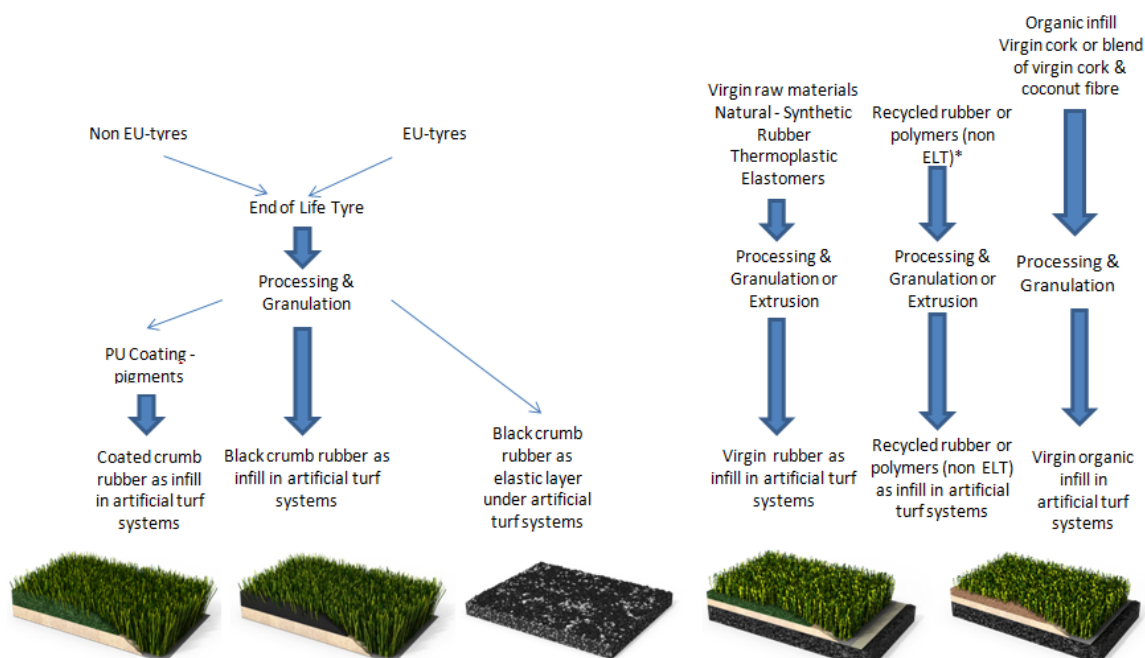 Non EU-tyres
EU-tyres
End of Life Tyre
Processing &
Granulation
PU Coating -
pigments
Coated crumb
rubber as infill
in artificial turf
systems
Black crumb rubber as
infill in artificial turf
systems
Black crumb
rubber as
elastic layer
under artificial
turf systems
Virgin raw materials
Natural - Synthetic
Rubber
Thermoplastic
Elastomers
Processing &
Granulation or
Extrusion
Virgin rubber as
infill in artificial turf
systems
Recycled rubber or
polymers (non
ELT)*
Processing &
Granulation or
Extrusion
Recycled rubber or
polymers (non ELT)
as infill in artificial
turf systems
Organic infill
Virgin cork or blend
of virgin cork &
coconut fibre
Processing &
Granulation
Virgin organic
infill in
artificial turf
systems